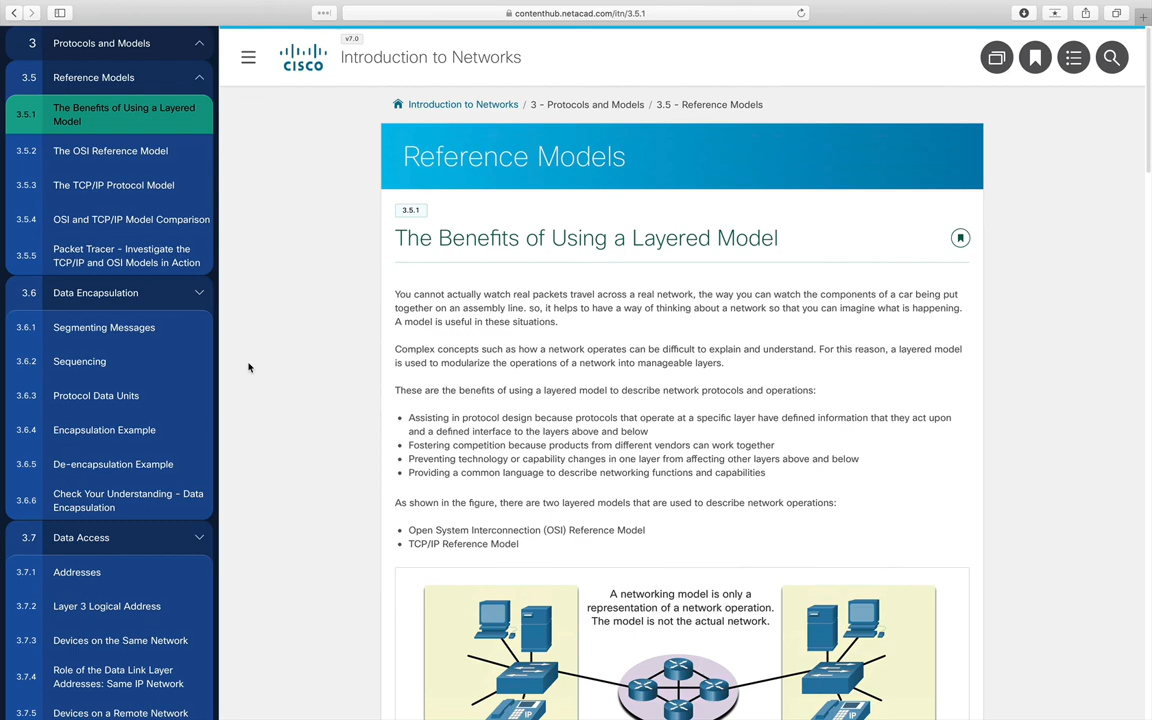 contenthub.netacad.com/itn/3.5.1
3 Protocols and Models
3.5 Reference Models
3.5.1 The Benefits of Using a Layered
Model
3.5.2 The OSI Reference Model
3.5.3 The TCP/IP Protocol Model
3.5.4 OSI and TCP/IP Model Comparison
3.5.5 Packet Tracer - Investigate the
TCP/IP and OSI Models in Action
3.6 Data Encapsulation
3.6.1 Segmenting Messages
3.6.2 Sequencing
3.6.3 Protocol Data Units
3.6.4 Encapsulation Example
3.6.5 De-encapsulation Example
3.6.6 Check Your Understanding - Data
Encapsulation
3.7 Data Access
3.7.1 Addresses
3.7.2 Layer 3 Logical Address
3.7.3 Devices on the Same Network
3.7.4 Role of the Data Link Layer
Addresses: Same IP Network
3.7.5 Devices on a Remote Network
CISCO
v7.0
Introduction to Networks
Introduction to Networks / 3 - Protocols and Models / 3.5 - Reference Models
Reference Models
3.5.1
The Benefits of Using a Layered Model
You cannot actually watch real packets travel across a real network, the way you can watch the components of a car being put
together on an assembly line. so, it helps to have a way of thinking about a network so that you can imagine what is happening.
A model is useful in these situations.
Complex concepts such as how a network operates can be difficult to explain and understand. For this reason, a layered model
is used to modularize the operations of a network into manageable layers.
These are the benefits of using a layered model to describe network protocols and operations:
• Assisting in protocol design because protocols that operate at a specific layer have defined information that they act upon
and a defined interface to the layers above and below
• Fostering competition because products from different vendors can work together
• Preventing technology or capability changes in one layer from affecting other layers above and below
• Providing a common language to describe networking functions and capabilities
As shown in the figure, there are two layered models that are used to describe network operations:
• Open System Interconnection (OSI) Reference Model
• TCP/IP Reference Model
A networking model is only a
representation of a network operation.
The model is not the actual network.
IP
IP